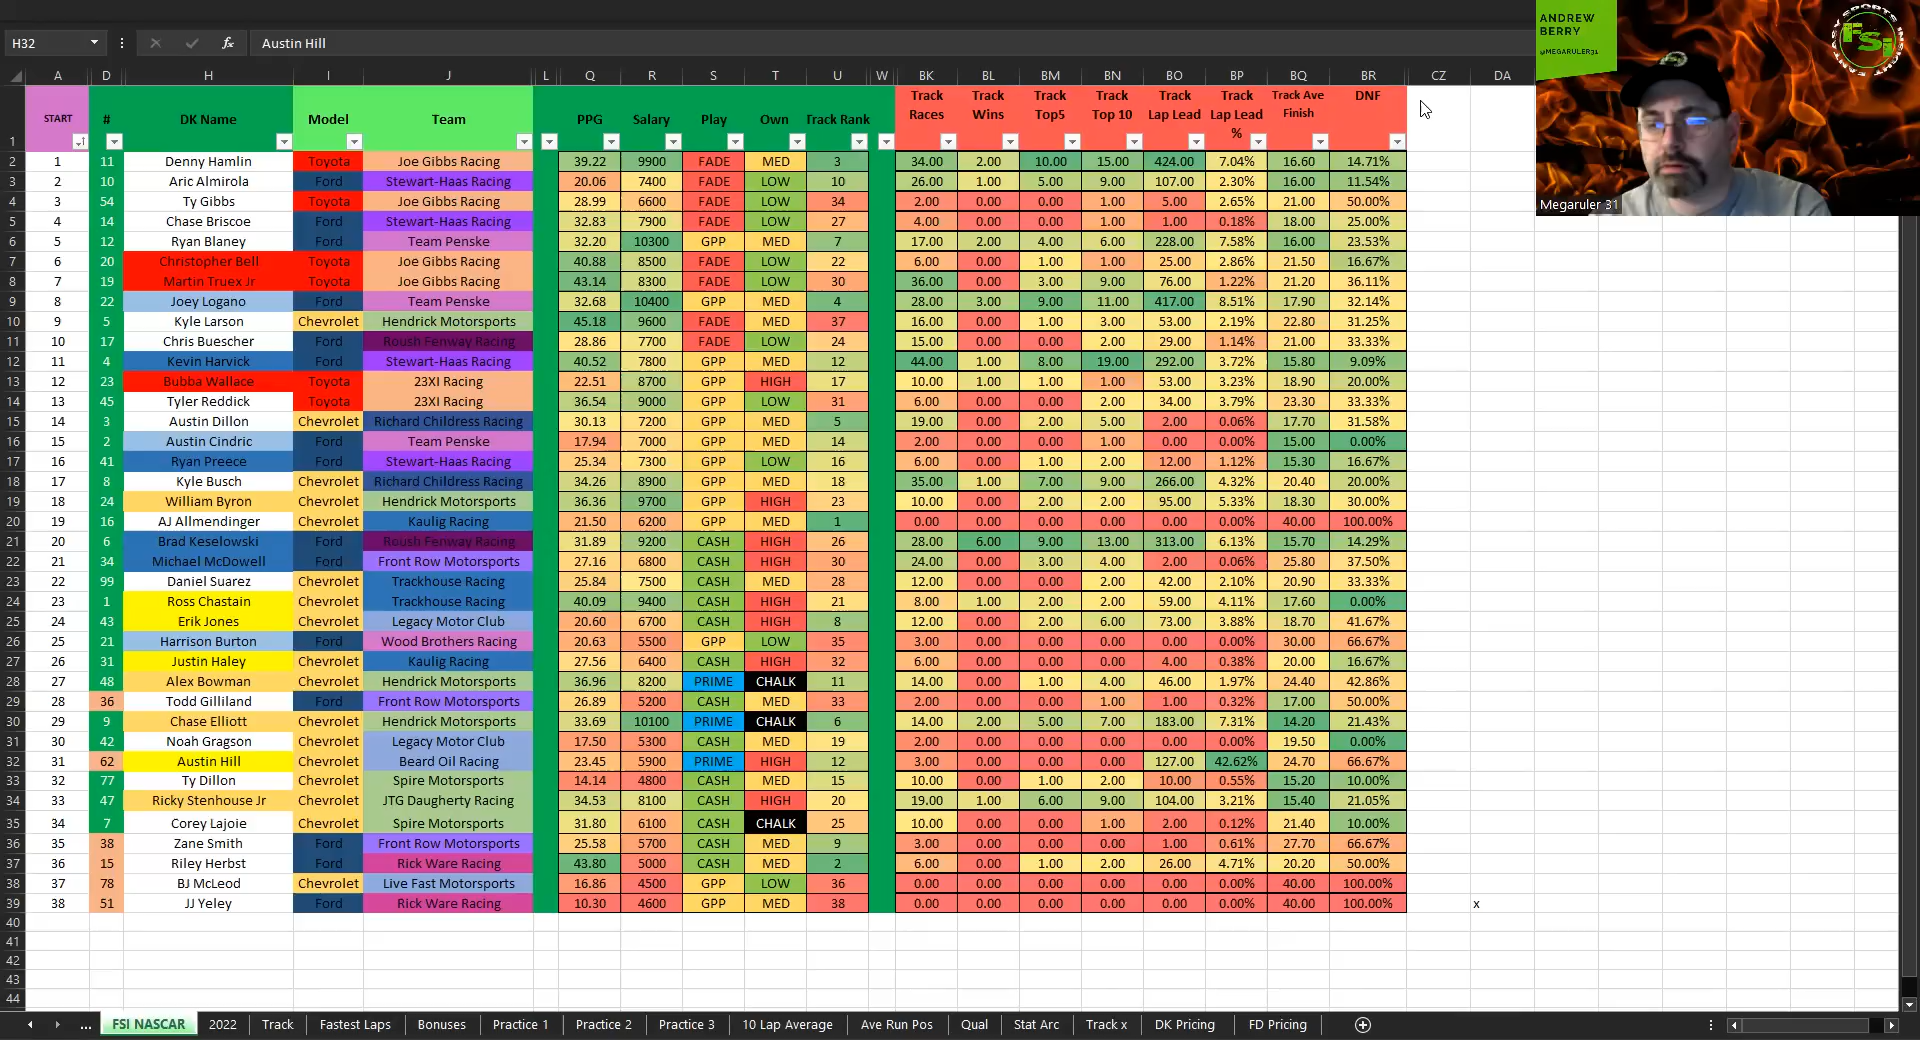 H32 fx Austin Hill
ANDREW
BERRY
@MEGARULER31
FSi
FANTASY SPORTS INSIGHT
Megaruler 31
A D H I J L Q R S T U W BK BL BM BN BO BP BQ BR CZ DA
1 START # DK Name Model Team PPG Salary Play Own Track Rank Track Races Track Wins Track Top5 Track Top 10 Track Lap Lead Track Lap Lead % Track Ave Finish DNF
2 1 11 Denny Hamlin Toyota Joe Gibbs Racing 39.22 9900 FADE MED 3 34.00 2.00 10.00 15.00 424.00 7.04% 16.60 14.71%
3 2 10 Aric Almirola Ford Stewart-Haas Racing 20.06 7400 FADE LOW 10 26.00 1.00 5.00 9.00 107.00 2.30% 16.00 11.54%
4 3 54 Ty Gibbs Toyota Joe Gibbs Racing 28.99 6600 FADE LOW 34 2.00 0.00 0.00 1.00 5.00 2.65% 21.00 50.00%
5 4 14 Chase Briscoe Ford Stewart-Haas Racing 32.83 7900 FADE LOW 27 4.00 0.00 0.00 1.00 1.00 0.18% 18.00 25.00%
6 5 12 Ryan Blaney Ford Team Penske 32.20 10300 GPP MED 7 17.00 2.00 4.00 6.00 228.00 7.58% 16.00 23.53%
7 6 20 Christopher Bell Toyota Joe Gibbs Racing 40.88 8500 FADE LOW 22 6.00 0.00 1.00 1.00 25.00 2.86% 21.50 16.67%
8 7 19 Martin Truex Jr Toyota Joe Gibbs Racing 43.14 8300 FADE LOW 30 36.00 0.00 3.00 9.00 76.00 1.22% 21.20 36.11%
9 8 22 Joey Logano Ford Team Penske 32.68 10400 GPP MED 4 28.00 3.00 9.00 11.00 417.00 8.51% 17.90 32.14%
10 9 5 Kyle Larson Chevrolet Hendrick Motorsports 45.18 9600 FADE MED 37 16.00 0.00 1.00 3.00 53.00 2.19% 22.80 31.25%
11 10 17 Chris Buescher Ford Roush Fenway Racing 28.86 7700 FADE LOW 24 15.00 0.00 0.00 2.00 29.00 1.14% 21.00 33.33%
12 11 4 Kevin Harvick Ford Stewart-Haas Racing 40.52 7800 GPP MED 12 44.00 1.00 8.00 19.00 292.00 3.72% 15.80 9.09%
13 12 23 Bubba Wallace Toyota 23XI Racing 22.51 8700 GPP HIGH 17 10.00 1.00 1.00 1.00 53.00 3.23% 18.90 20.00%
14 13 45 Tyler Reddick Toyota 23XI Racing 36.54 9000 GPP LOW 31 6.00 0.00 0.00 2.00 34.00 3.79% 23.30 33.33%
15 14 3 Austin Dillon Chevrolet Richard Childress Racing 30.13 7200 GPP MED 5 19.00 0.00 2.00 5.00 2.00 0.06% 17.70 31.58%
16 15 2 Austin Cindric Ford Team Penske 17.94 7000 GPP MED 14 2.00 0.00 0.00 1.00 0.00 0.00% 15.00 0.00%
17 16 41 Ryan Preece Ford Stewart-Haas Racing 25.34 7300 GPP LOW 16 6.00 0.00 1.00 2.00 12.00 1.12% 15.30 16.67%
18 17 8 Kyle Busch Chevrolet Richard Childress Racing 34.26 8900 GPP MED 18 35.00 1.00 7.00 9.00 266.00 4.32% 20.40 20.00%
19 18 24 William Byron Chevrolet Hendrick Motorsports 36.36 9700 GPP HIGH 23 10.00 0.00 2.00 2.00 95.00 5.33% 18.30 30.00%
20 19 16 AJ Allmendinger Chevrolet Kaulig Racing 21.50 6200 GPP MED 1 0.00 0.00 0.00 0.00 0.00 0.00% 40.00 100.00%
21 20 6 Brad Keselowski Ford Roush Fenway Racing 31.89 9200 CASH HIGH 26 28.00 6.00 9.00 13.00 313.00 6.13% 15.70 14.29%
22 21 34 Michael McDowell Ford Front Row Motorsports 27.16 6800 CASH HIGH 30 24.00 0.00 3.00 4.00 2.00 0.06% 25.80 37.50%
23 22 99 Daniel Suarez Chevrolet Trackhouse Racing 25.84 7500 CASH MED 28 12.00 0.00 0.00 2.00 42.00 2.10% 20.90 33.33%
24 23 1 Ross Chastain Chevrolet Trackhouse Racing 40.09 9400 CASH HIGH 21 8.00 1.00 2.00 2.00 59.00 4.11% 17.60 0.00%
25 24 43 Erik Jones Chevrolet Legacy Motor Club 20.60 6700 CASH HIGH 8 12.00 0.00 2.00 6.00 73.00 3.88% 18.70 41.67%
26 25 21 Harrison Burton Ford Wood Brothers Racing 20.63 5500 GPP LOW 35 3.00 0.00 0.00 0.00 0.00 0.00% 30.00 66.67%
27 26 31 Justin Haley Chevrolet Kaulig Racing 27.56 6400 CASH HIGH 32 6.00 0.00 0.00 0.00 4.00 0.38% 20.00 16.67%
28 27 48 Alex Bowman Chevrolet Hendrick Motorsports 36.96 8200 PRIME CHALK 11 14.00 0.00 1.00 4.00 46.00 1.97% 24.40 42.86%
29 28 36 Todd Gilliland Ford Front Row Motorsports 26.89 5200 CASH MED 33 2.00 0.00 0.00 0.00 1.00 0.32% 17.00 50.00%
30 29 9 Chase Elliott Chevrolet Hendrick Motorsports 33.69 10100 PRIME CHALK 6 14.00 2.00 5.00 7.00 183.00 7.31% 14.20 21.43%
31 30 42 Noah Gragson Chevrolet Legacy Motor Club 17.50 5300 CASH MED 19 2.00 0.00 0.00 0.00 0.00 0.00% 19.50 0.00%
32 31 62 Austin Hill Chevrolet Beard Oil Racing 23.45 5900 PRIME HIGH 12 3.00 0.00 0.00 0.00 127.00 42.62% 24.70 66.67%
33 32 77 Ty Dillon Chevrolet Spire Motorsports 14.14 4800 CASH MED 15 10.00 0.00 1.00 2.00 10.00 0.55% 15.20 10.00%
34 33 47 Ricky Stenhouse Jr Chevrolet JTG Daugherty Racing 34.53 8100 CASH HIGH 20 19.00 1.00 6.00 9.00 104.00 3.21% 15.40 21.05%
35 34 7 Corey Lajoie Chevrolet Spire Motorsports 31.80 6100 CASH CHALK 25 10.00 0.00 0.00 1.00 2.00 0.12% 21.40 10.00%
36 35 38 Zane Smith Ford Front Row Motorsports 25.58 5700 CASH MED 9 3.00 0.00 0.00 0.00 1.00 0.61% 27.70 66.67%
37 36 15 Riley Herbst Ford Rick Ware Racing 43.80 5000 CASH MED 2 6.00 0.00 1.00 2.00 26.00 4.71% 20.20 50.00%
38 37 78 BJ McLeod Chevrolet Live Fast Motorsports 16.86 4500 GPP LOW 36 0.00 0.00 0.00 0.00 0.00 0.00% 40.00 100.00%
39 38 51 JJ Yeley Ford Rick Ware Racing 10.30 4600 GPP MED 38 0.00 0.00 0.00 0.00 0.00 0.00% 40.00 100.00% x
40
41
42
43
44
... FSI NASCAR 2022 Track Fastest Laps Bonuses Practice 1 Practice 2 Practice 3 10 Lap Average Ave Run Pos Qual Stat Arc Track x DK Pricing FD Pricing